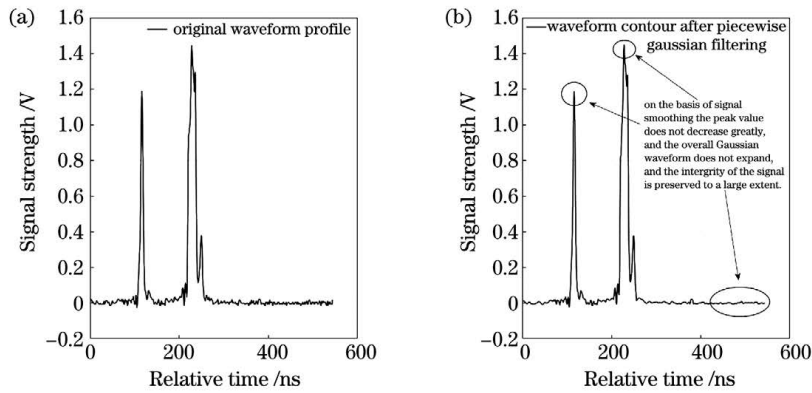 (a)
original waveform profile
1.6
1.4
1.2
1.0
0.8
0.6
0.4
0.2
0
−0.2
Signal strength /V
0 200 400 600
Relative time /ns
(b)
waveform contour after piecewise
gaussian filtering
on the basis of signal
smoothing the peak value
does not decrease greatly,
and the overall Gaussian
waveform does not expand,
and the intergrity of the signal
is preserved to a large extent.
1.6
1.4
1.2
1.0
0.8
0.6
0.4
0.2
0
−0.2
Signal strength /V
0 200 400 600
Relative time /ns